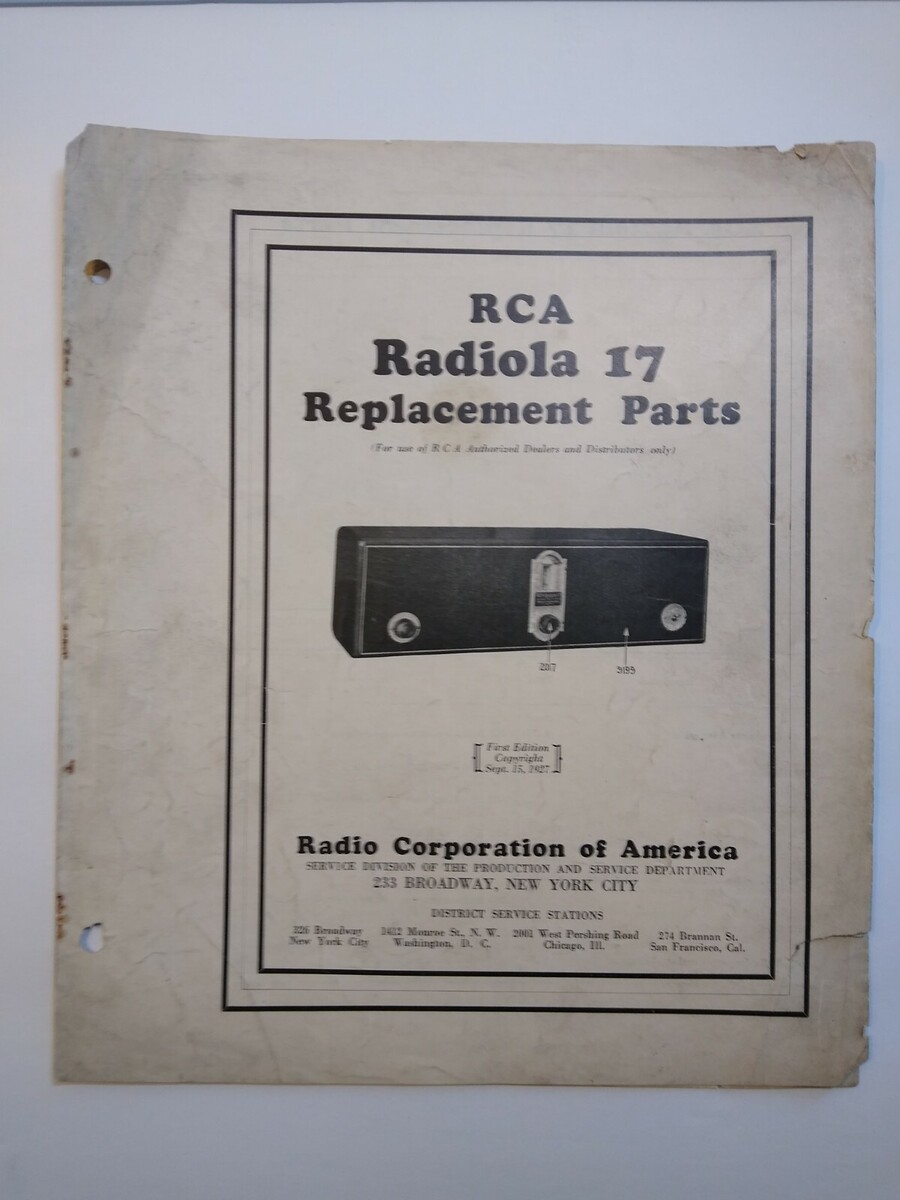 RCA
Radiola 17
Replacement Parts
(For use of RCA Authorized Dealers and Distributors only)
2017
3199
First Edition
Copyright
Sept. 15, 1927
Radio Corporation of America
SERVICE DIVISION OF THE PRODUCTION AND SERVICE DEPARTMENT
233 BROADWAY, NEW YORK CITY
DISTRICT SERVICE STATIONS
326 Broadway 3412 Monroe St., N. W. 2001 West Pershing Road 274 Brannan St.
New York City Washington, D. C. Chicago, Ill. San Francisco, Cal.